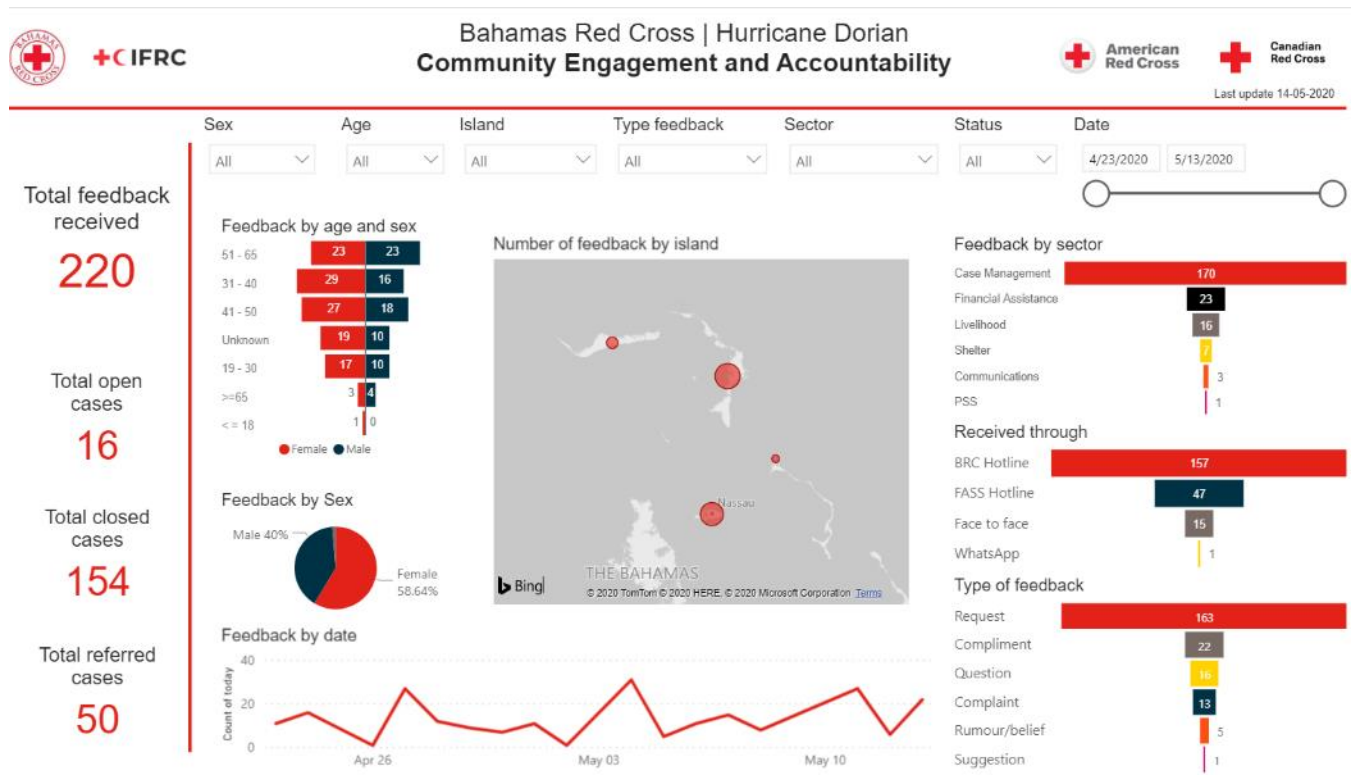 BAHAMAS
RED CROSS
IFRC
Bahamas Red Cross | Hurricane Dorian
Community Engagement and Accountability
American
Red Cross
Canadian
Red Cross
Last update 14-05-2020
Sex
All
Age
All
Island
All
Type feedback
All
Sector
All
Status
All
Date
4/23/2020
5/13/2020
Total feedback
received
220
Total open
cases
16
Total closed
cases
154
Total referred
cases
50
Feedback by age and sex
51 - 65 23 23
31 - 40 29 16
41 - 50 27 18
Unknown 19 10
19 - 30 17 10
>=65 3 4
< = 18 1 0
Female Male
Feedback by Sex
Male 40%
Female
58.64%
Number of feedback by island
Nassau
THE BAHAMAS
Bing
© 2020 TomTom © 2020 HERE, © 2020 Microsoft Corporation Terms
Feedback by date
Count of today
40
20
0
Apr 26
May 03
May 10
Feedback by sector
Case Management 170
Financial Assistance 23
Livelihood 16
Shelter 7
Communications 3
PSS 1
Received through
BRC Hotline 157
FASS Hotline 47
Face to face 15
WhatsApp 1
Type of feedback
Request 163
Compliment 22
Question 16
Complaint 13
Rumour/belief 5
Suggestion 1